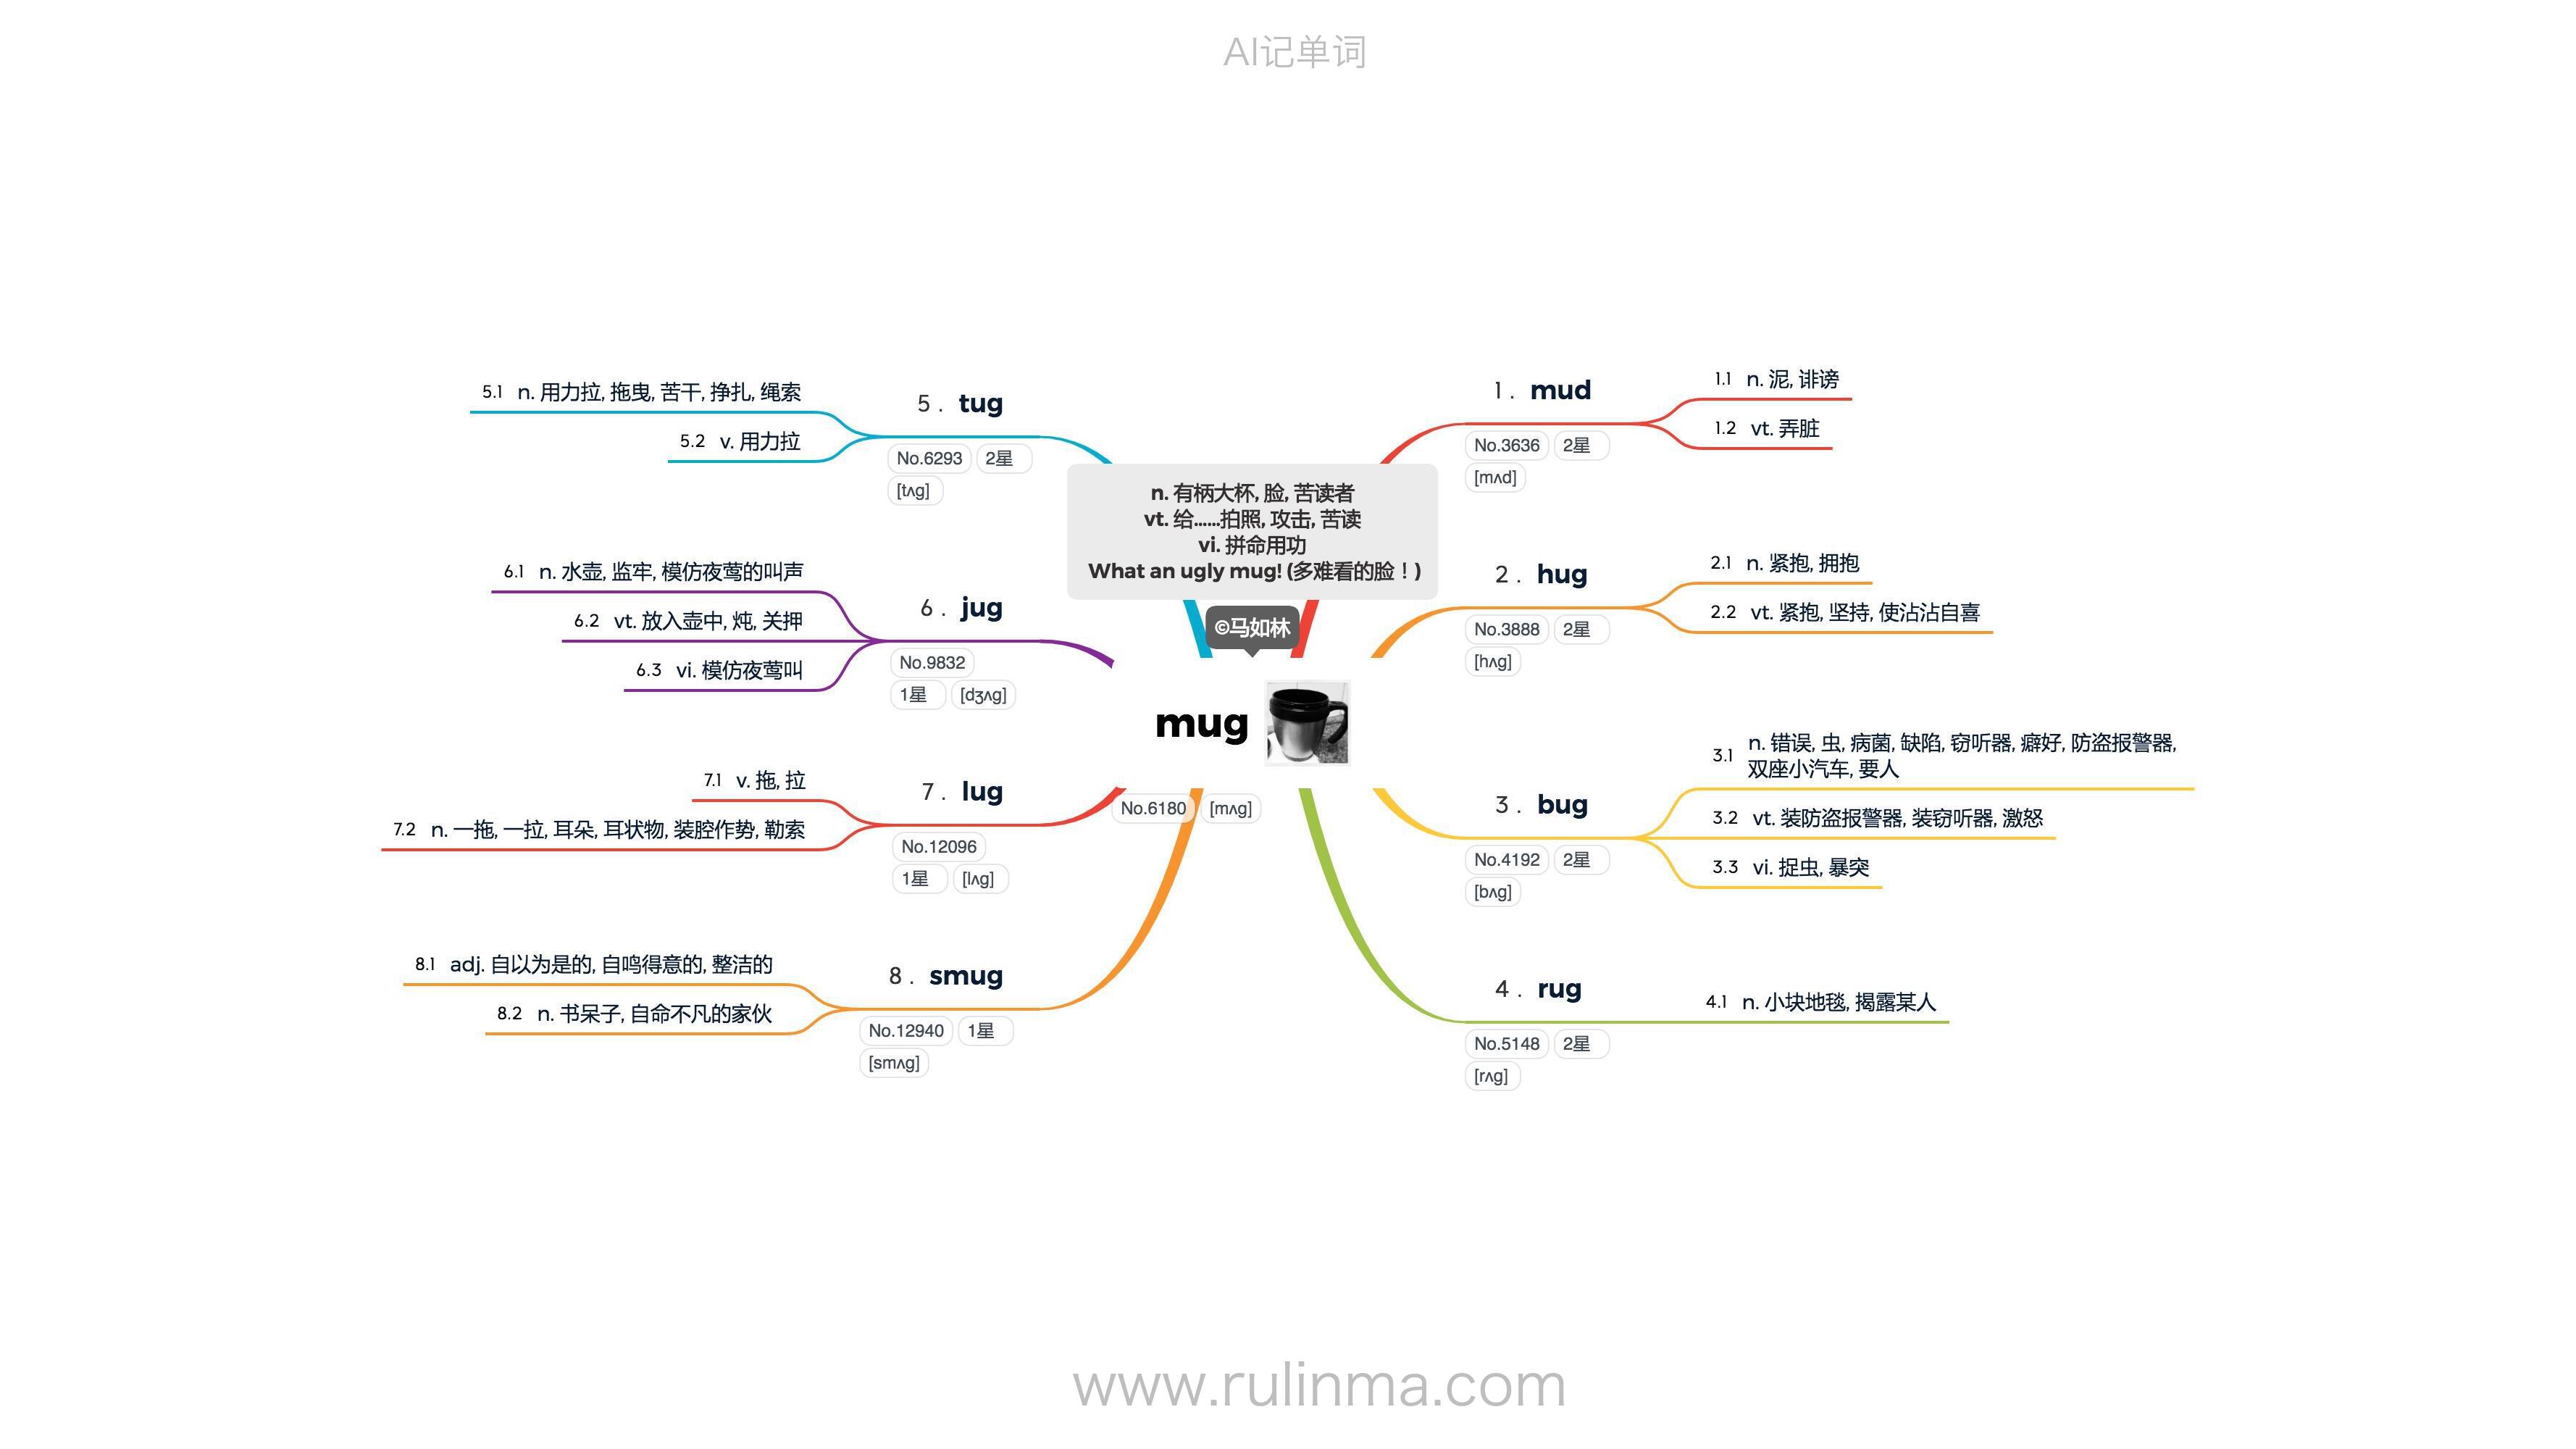 AI记单词
n. 有柄大杯, 脸, 苦读者
vt. 给……拍照, 攻击, 苦读
vi. 拼命用功
What an ugly mug! (多难看的脸！)
©马如林
mug
No.6180 [mʌg]
1. mud
No.3636 2星
[mʌd]
1.1 n. 泥, 诽谤
1.2 vt. 弄脏
2. hug
No.3888 2星
[hʌg]
2.1 n. 紧抱, 拥抱
2.2 vt. 紧抱, 坚持, 使沾沾自喜
3. bug
No.4192 2星
[bʌg]
3.1 n. 错误, 虫, 病菌, 缺陷, 窃听器, 癖好, 防盗报警器,
双座小汽车, 要人
3.2 vt. 装防盗报警器, 装窃听器, 激怒
3.3 vi. 捉虫, 暴突
4. rug
No.5148 2星
[rʌg]
4.1 n. 小块地毯, 揭露某人
5. tug
No.6293 2星
[tʌg]
5.1 n. 用力拉, 拖曳, 苦干, 挣扎, 绳索
5.2 v. 用力拉
6. jug
No.9832
1星 [dʒʌg]
6.1 n. 水壶, 监牢, 模仿夜莺的叫声
6.2 vt. 放入壶中, 炖, 关押
6.3 vi. 模仿夜莺叫
7. lug
No.12096
1星 [lʌg]
7.1 v. 拖, 拉
7.2 n. 一拖, 一拉, 耳朵, 耳状物, 装腔作势, 勒索
8. smug
No.12940 1星
[smʌg]
8.1 adj. 自以为是的, 自鸣得意的, 整洁的
8.2 n. 书呆子, 自命不凡的家伙
www.rulinma.com